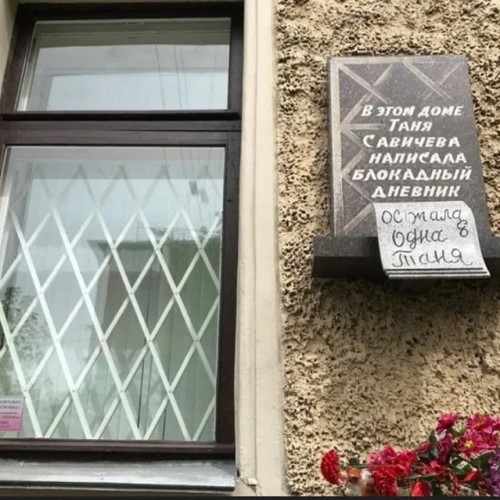 В ЭТОМ ДОМЕ
ТАНЯ
САВИЧЕВА
НАПИСАЛА
БЛОКАДНЫЙ
ДНЕВНИК
осталась
одна
Таня